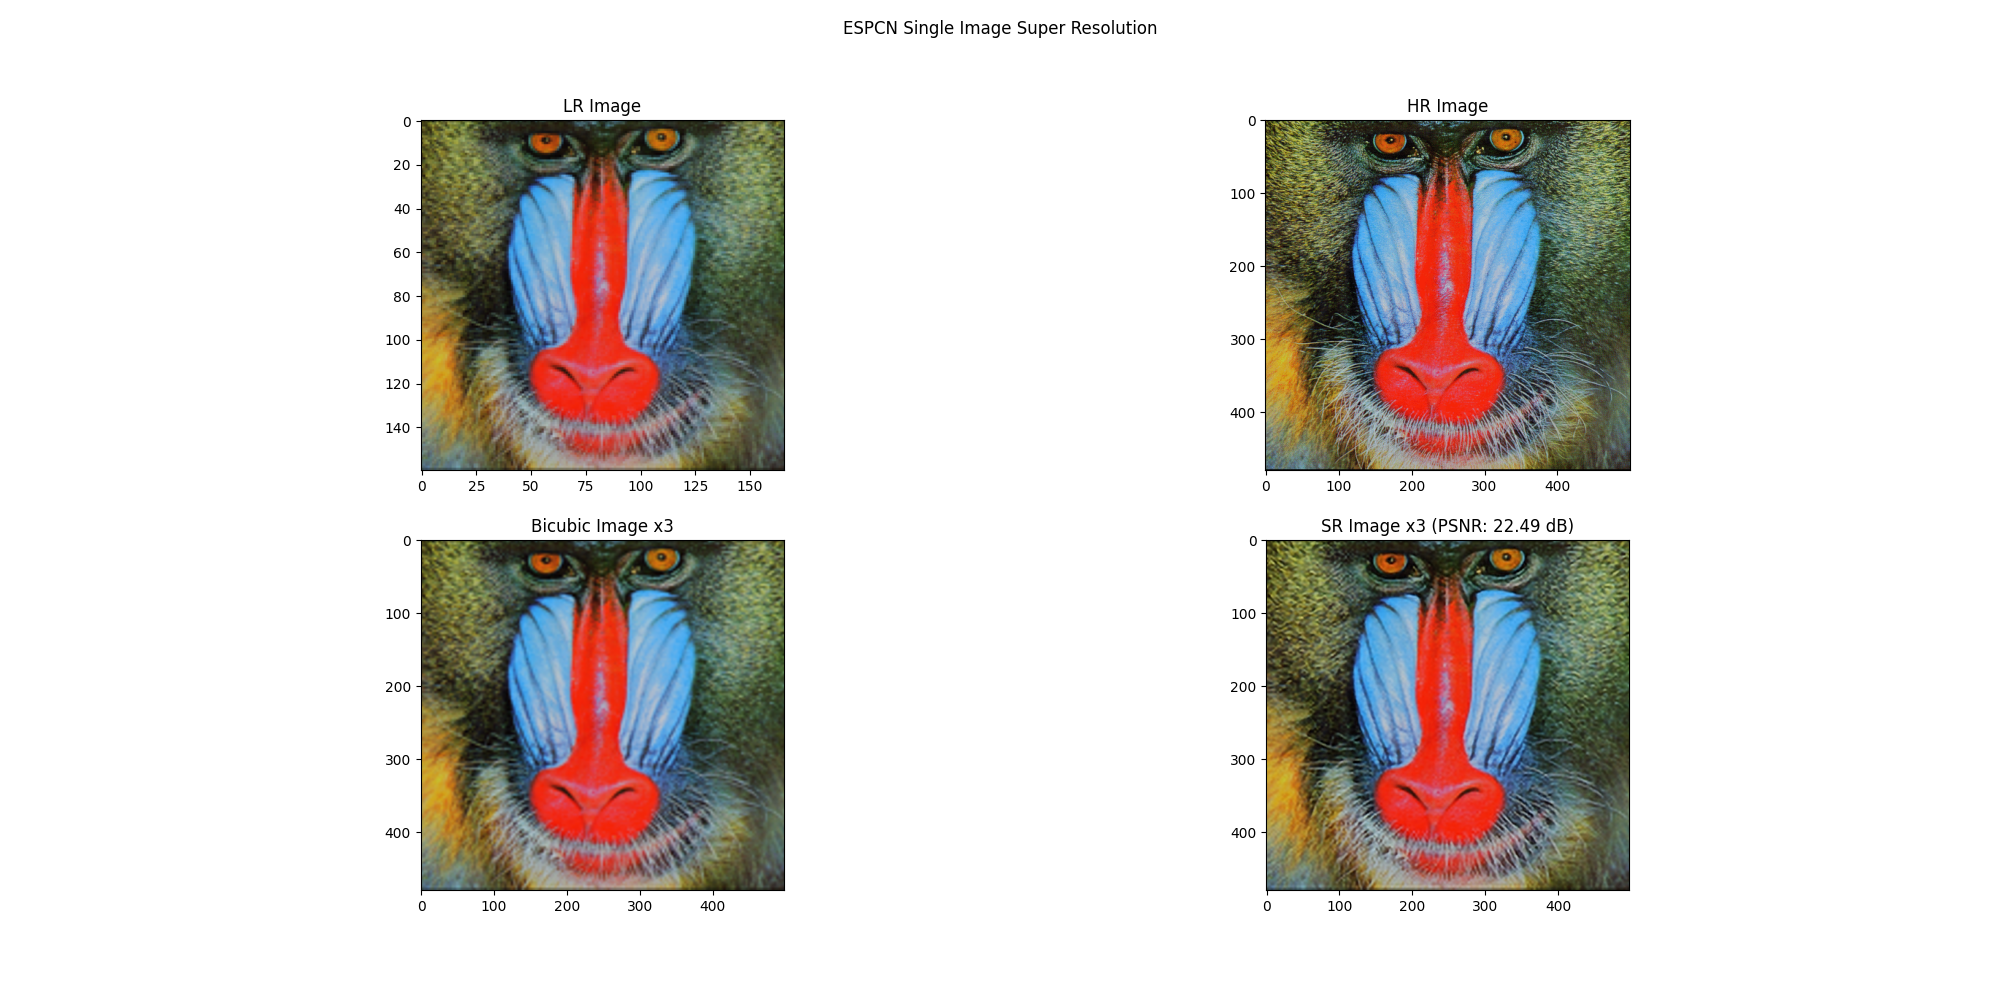 ESPCN Single Image Super Resolution
LR Image
0
20
40
60
80
100
120
140
0 25 50 75 100 125 150
HR Image
0
100
200
300
400
0 100 200 300 400
Bicubic Image x3
0
100
200
300
400
0 100 200 300 400
SR Image x3 (PSNR: 22.49 dB)
0
100
200
300
400
0 100 200 300 400